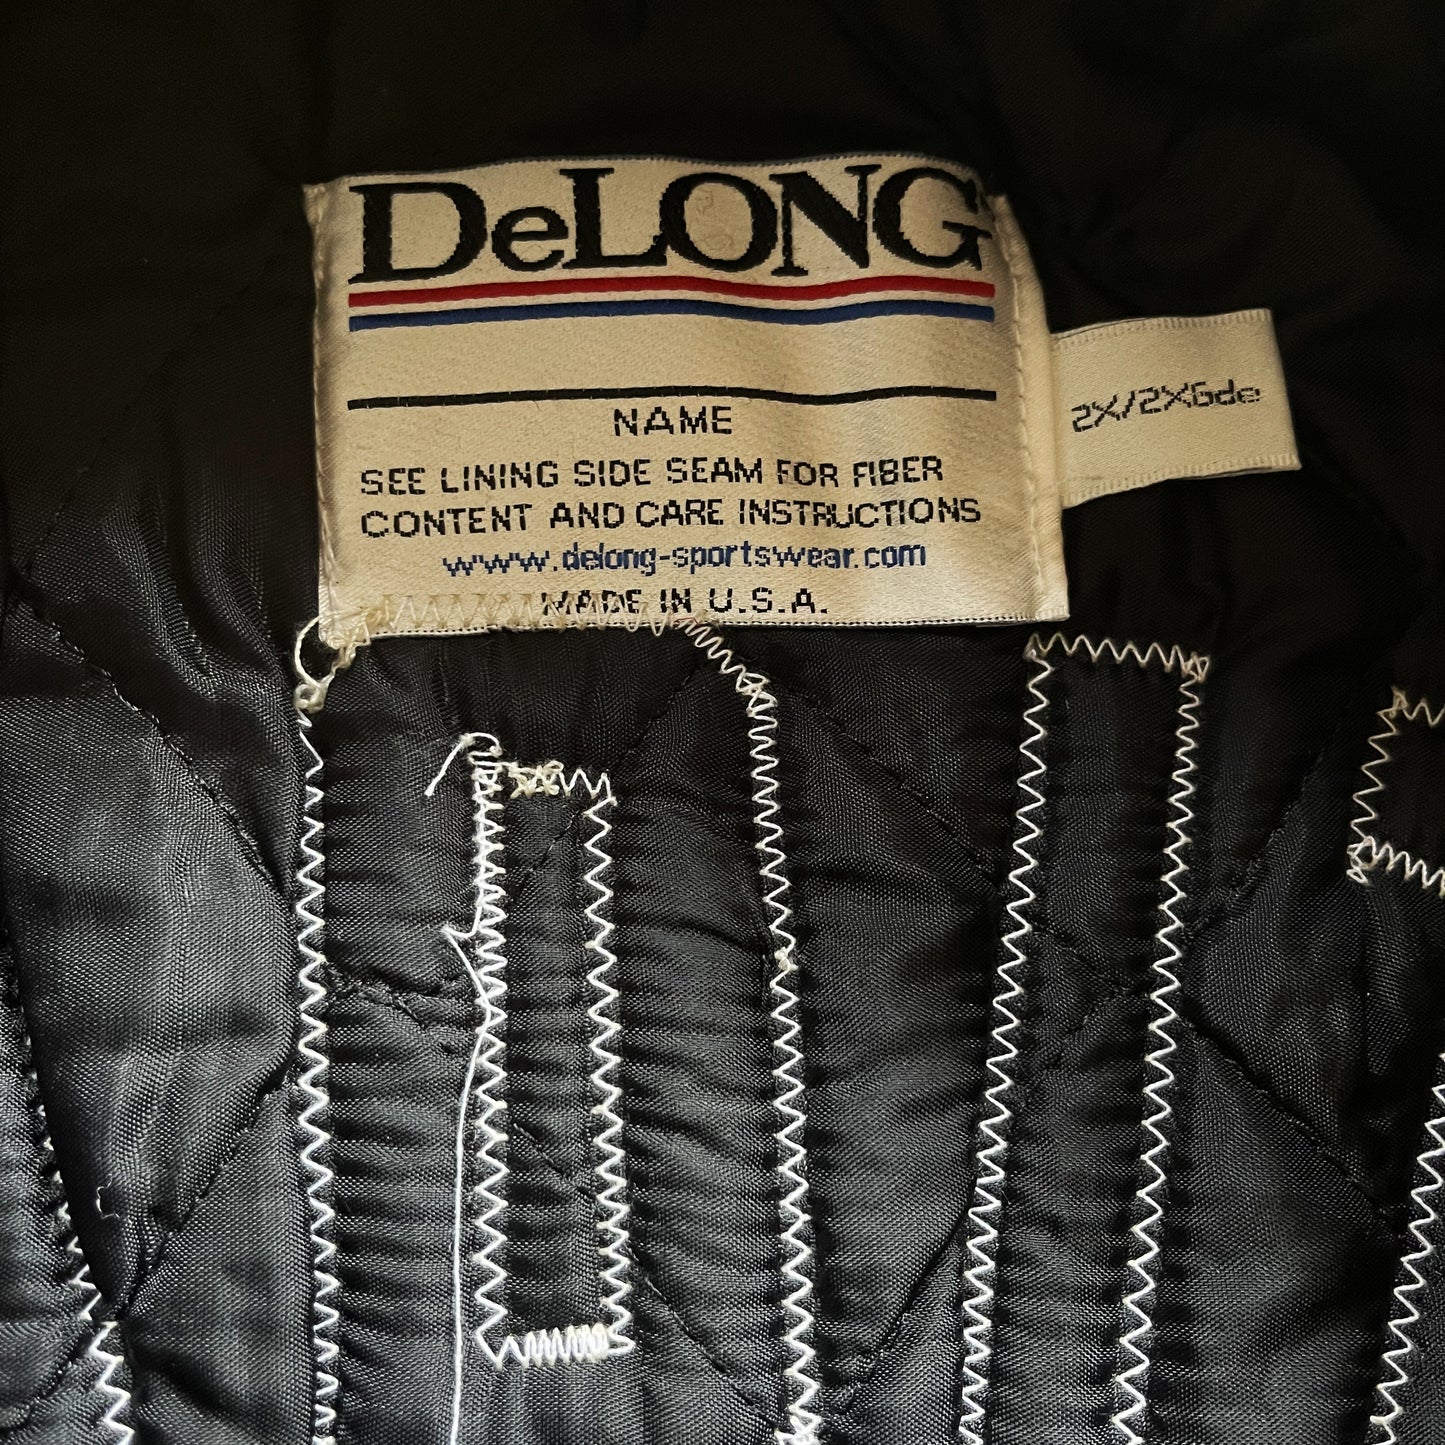 DeLONG
NAME
SEE LINING SIDE SEAM FOR FIBER
CONTENT AND CARE INSTRUCTIONS
www.delong-sportswear.com
MADE IN U.S.A.
2X/2XGde